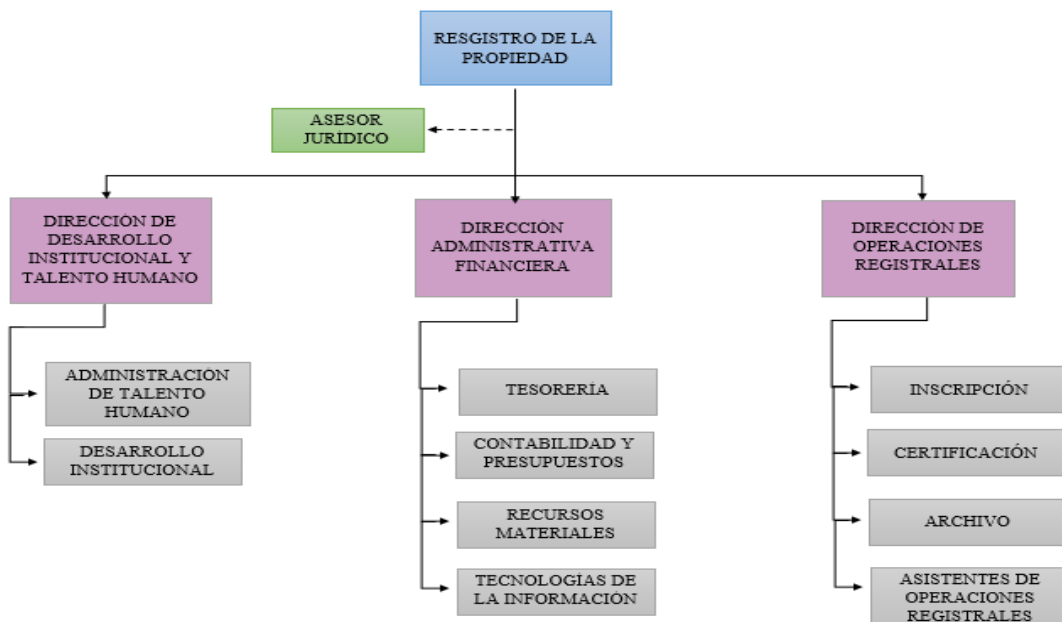 RESGISTRO DE LA
PROPIEDAD
ASESOR
JURÍDICO
DIRECCIÓN DE
DESARROLLO
INSTITUCIONAL Y
TALENTO HUMANO
ADMINISTRACIÓN
DE TALENTO
HUMANO
DESARROLLO
INSTITUCIONAL
DIRECCIÓN
ADMINISTRATIVA
FINANCIERA
TESORERÍA
CONTABILIDAD Y
PRESUPUESTOS
RECURSOS
MATERIALES
TECNOLOGÍAS DE
LA INFORMACIÓN
DIRECCIÓN DE
OPERACIONES
REGISTRALES
INSCRIPCIÓN
CERTIFICACIÓN
ARCHIVO
ASISTENTES DE
OPERACIONES
REGISTRALES